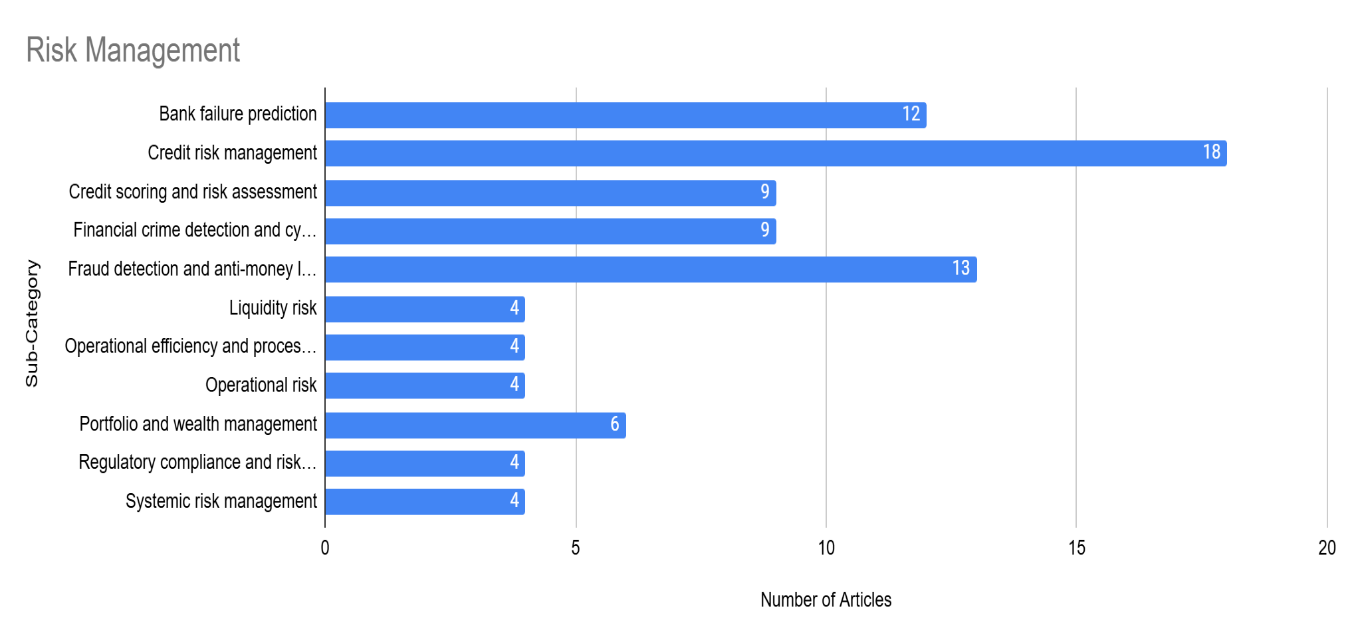 Risk Management
Bank failure prediction
12
Credit risk management
18
Credit scoring and risk assessment
9
Financial crime detection and cy…
9
Fraud detection and anti-money l…
13
Liquidity risk
4
Operational efficiency and proces…
4
Operational risk
4
Portfolio and wealth management
6
Regulatory compliance and risk…
4
Systemic risk management
4
Sub-Category
0 5 10 15 20
Number of Articles